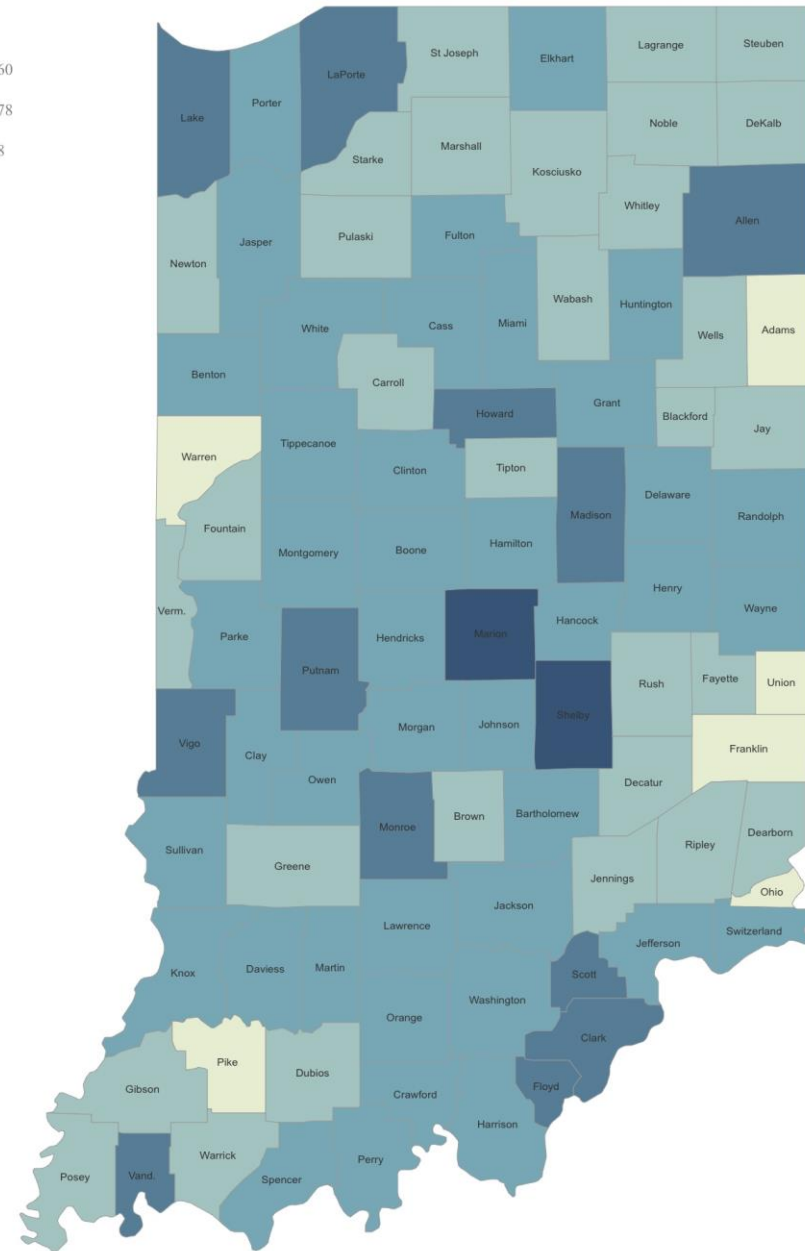 60
78
8
St Joseph
Elkhart
Lagrange
Steuben
LaPorte
Lake
Porter
Noble
DeKalb
Starke
Marshall
Kosciusko
Whitley
Allen
Newton
Jasper
Pulaski
Fulton
Wabash
Huntington
White
Cass
Miami
Wells
Adams
Benton
Carroll
Howard
Grant
Blackford
Jay
Warren
Tippecanoe
Clinton
Tipton
Madison
Delaware
Randolph
Fountain
Montgomery
Boone
Hamilton
Henry
Wayne
Verm.
Parke
Putnam
Hendricks
Marion
Hancock
Rush
Fayette
Union
Vigo
Clay
Morgan
Johnson
Shelby
Franklin
Owen
Decatur
Sullivan
Greene
Monroe
Brown
Bartholomew
Ripley
Dearborn
Jennings
Ohio
Lawrence
Jackson
Jefferson
Switzerland
Knox
Daviess
Martin
Scott
Orange
Washington
Clark
Pike
Dubios
Gibson
Crawford
Floyd
Harrison
Posey
Vand.
Warrick
Spencer
Perry